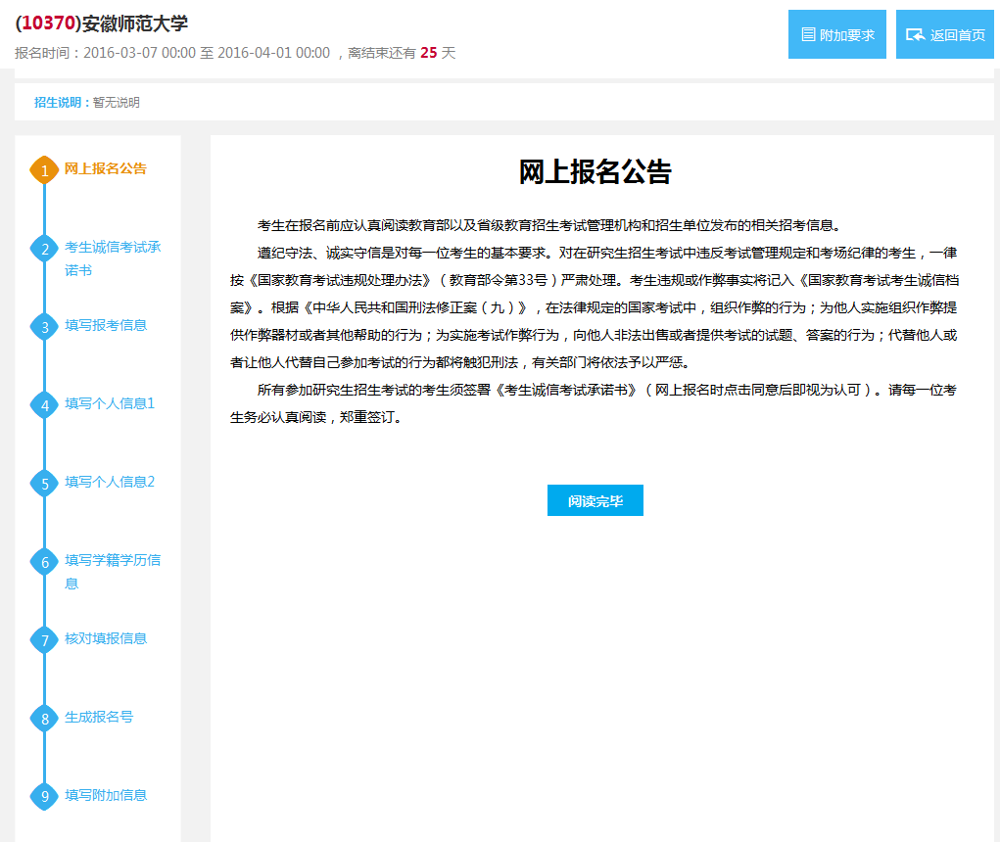 (10370)安徽师范大学
报名时间：2016-03-07 00:00 至 2016-04-01 00:00 ，离结束还有 25 天
附加要求
返回首页
招生说明：暂无说明
1 网上报名公告
2 考生诚信考试承
诺书
3 填写报考信息
4 填写个人信息1
5 填写个人信息2
6 填写学籍学历信
息
7 核对填报信息
8 生成报名号
9 填写附加信息
网上报名公告
考生在报名前应认真阅读教育部以及省级教育招生考试管理机构和招生单位发布的相关招考信息。
遵纪守法、诚实守信是对每一位考生的基本要求。对在研究生招生考试中违反考试管理规定和考场纪律的考生，一律
按《国家教育考试违规处理办法》（教育部令第33号）严肃处理。考生违规或作弊事实将记入《国家教育考试考生诚信档
案》。根据《中华人民共和国刑法修正案（九）》，在法律规定的国家考试中，组织作弊的行为；为他人实施组织作弊提
供作弊器材或者其他帮助的行为；为实施考试作弊行为，向他人非法出售或者提供考试的试题、答案的行为；代替他人或
者让他人代替自己参加考试的行为都将触犯刑法，有关部门将依法予以严惩。
所有参加研究生招生考试的考生须签署《考生诚信考试承诺书》（网上报名时点击同意后即视为认可）。请每一位考
生务必认真阅读，郑重签订。
阅读完毕